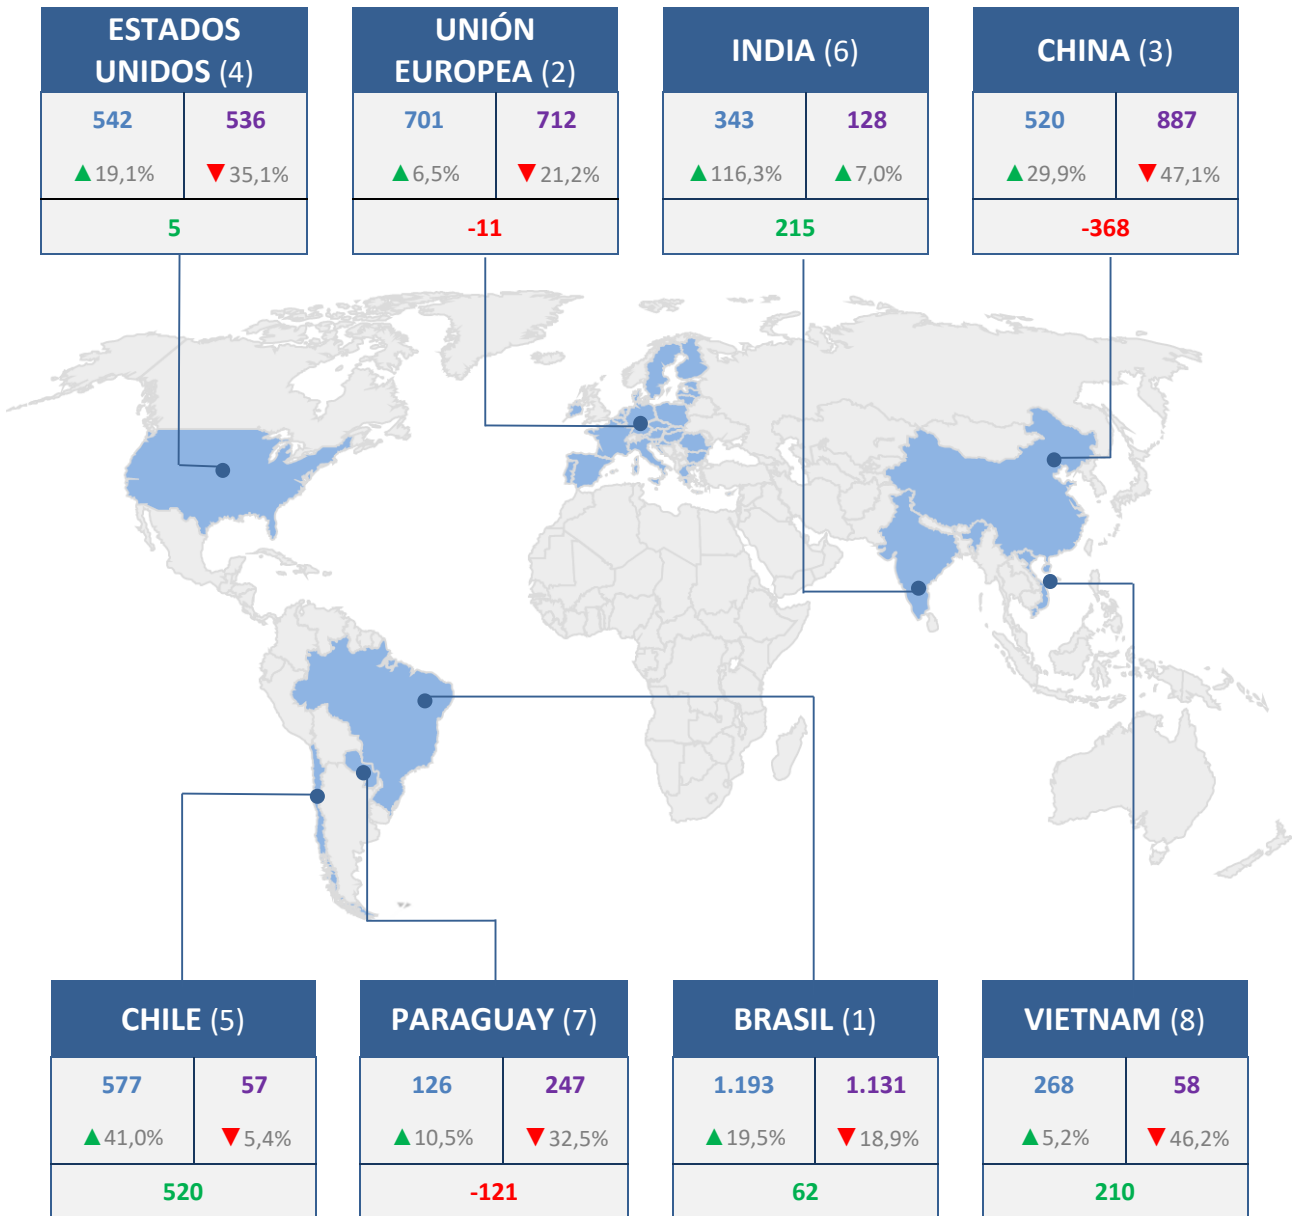 ESTADOS
UNIDOS (4)
542 536
▲19,1% ▼35,1%
5
UNIÓN
EUROPEA (2)
701 712
▲6,5% ▼21,2%
-11
INDIA (6)
343 128
▲116,3% ▲7,0%
215
CHINA (3)
520 887
▲29,9% ▼47,1%
-368
CHILE (5)
577 57
▲41,0% ▼5,4%
520
PARAGUAY (7)
126 247
▲10,5% ▼32,5%
-121
BRASIL (1)
1.193 1.131
▲19,5% ▼18,9%
62
VIETNAM (8)
268 58
▲5,2% ▼46,2%
210